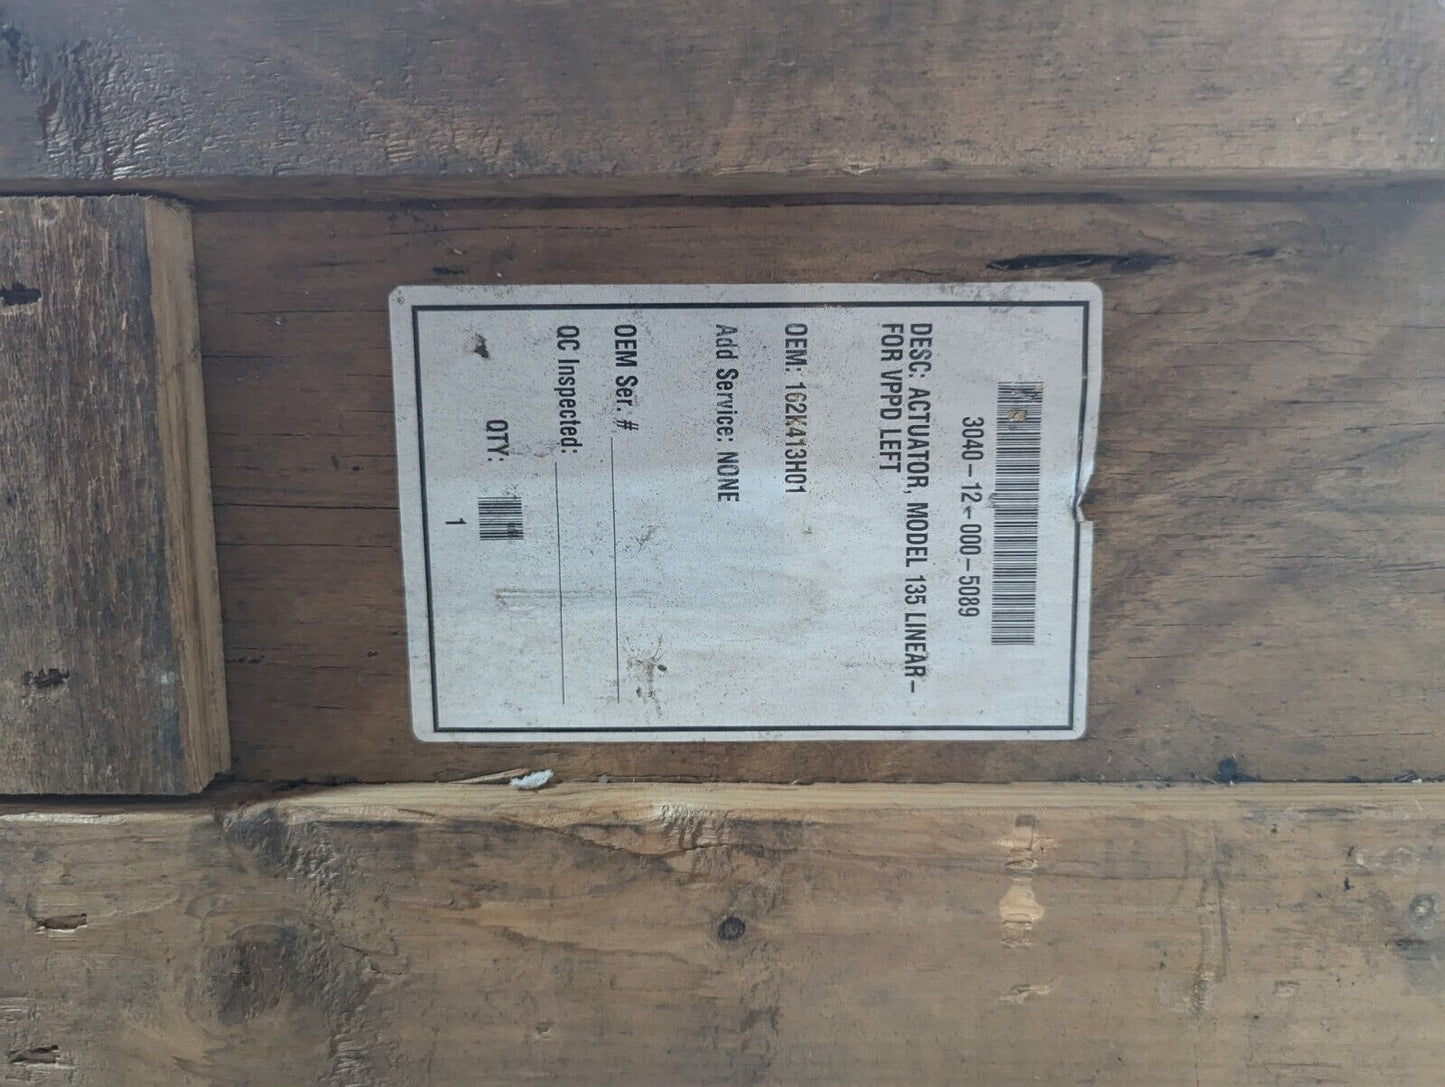 3040-12-000-5089
DESC: ACTUATOR, MODEL 135 LINEAR-
FOR VPPD LEFT
OEM: 162K413H01
Add Service: NONE
OEM Ser. #
QC Inspected:
QTY:
1